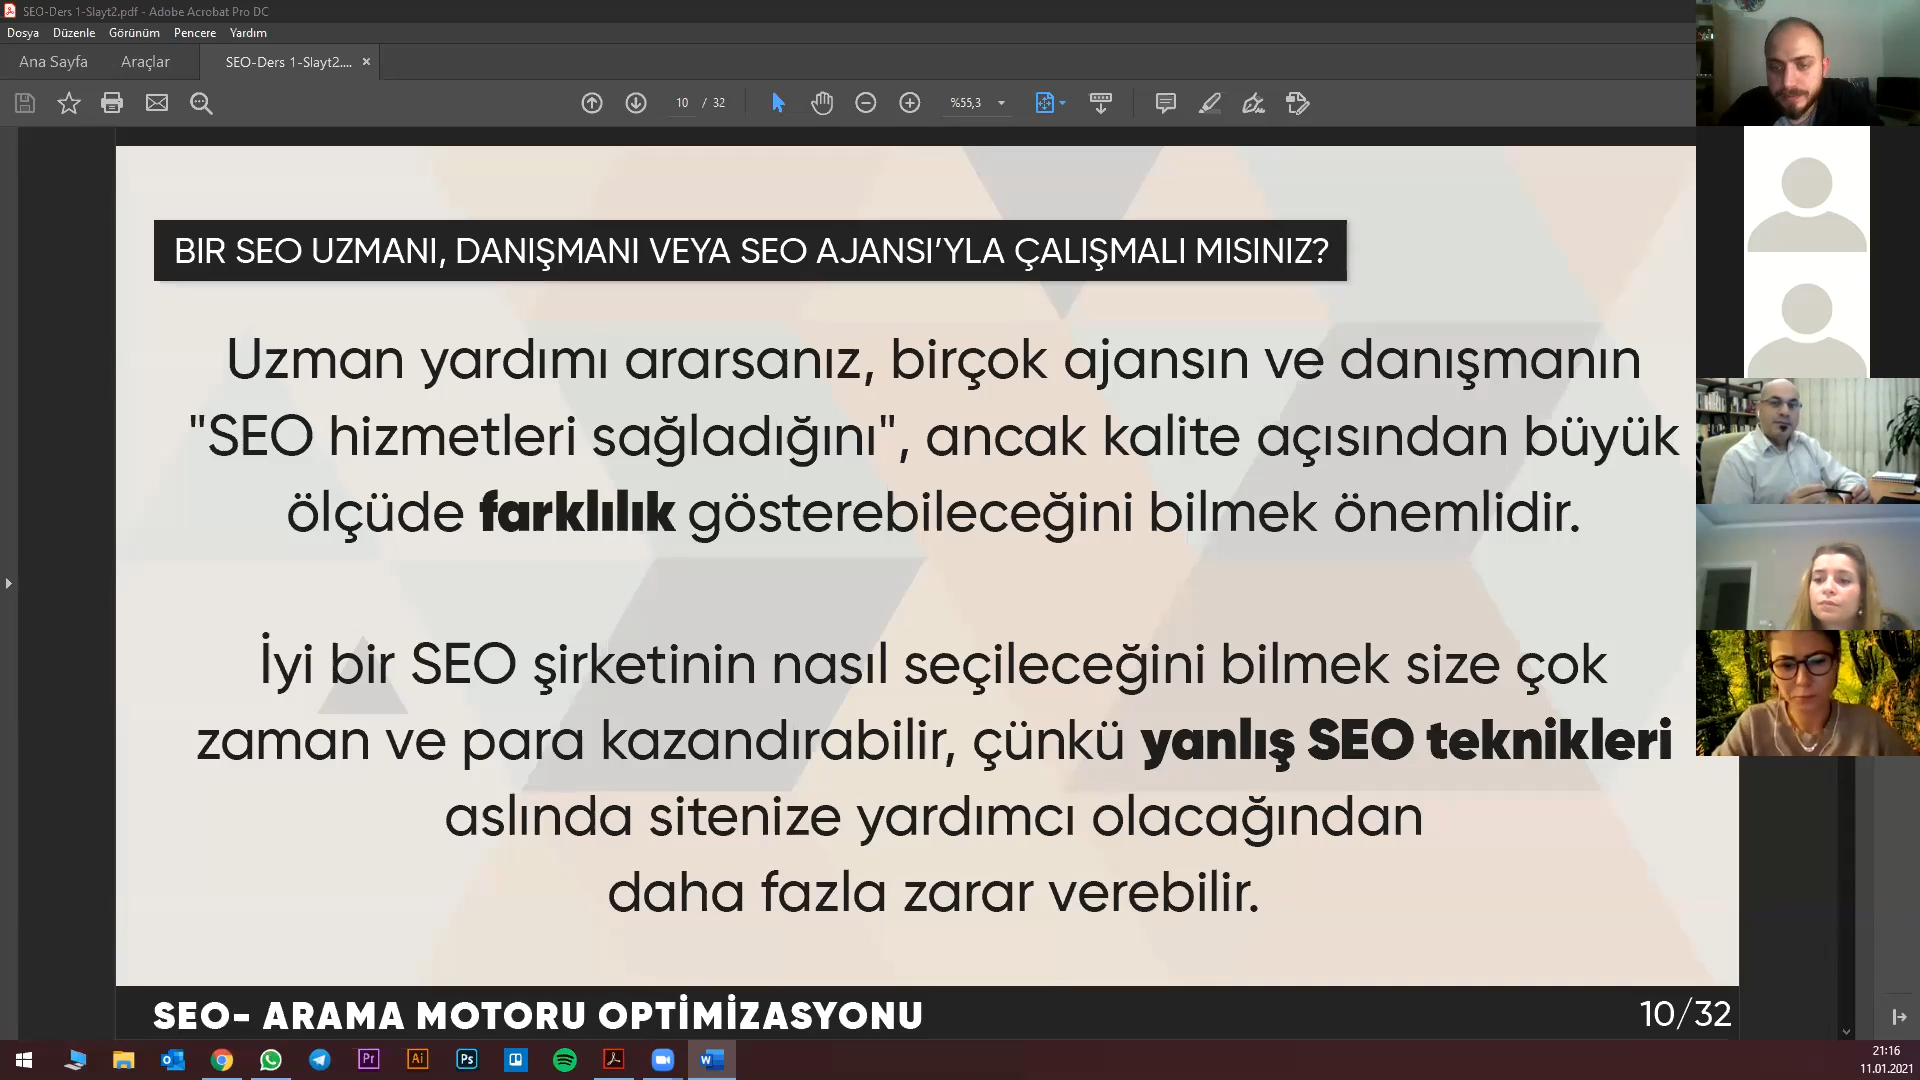 SEO-Ders 1-Slayt2.pdf - Adobe Acrobat Pro DC
Dosya Düzenle Görünüm Pencere Yardım
Ana Sayfa Araçlar SEO-Ders 1-Slayt2.... ×
10 / 32 %55,3
BIR SEO UZMANI, DANIŞMANI VEYA SEO AJANSI'YLA ÇALIŞMALI MISINIZ?
Uzman yardımı ararsanız, birçok ajansın ve danışmanın
"SEO hizmetleri sağladığını", ancak kalite açısından büyük
ölçüde farklılık gösterebileceğini bilmek önemlidir.
İyi bir SEO şirketinin nasıl seçileceğini bilmek size çok
zaman ve para kazandırabilir, çünkü yanlış SEO teknikleri
aslında sitenize yardımcı olacağından
daha fazla zarar verebilir.
SEO- ARAMA MOTORU OPTİMİZASYONU 10/32
Pr Ai Ps
21:16
11.01.2021